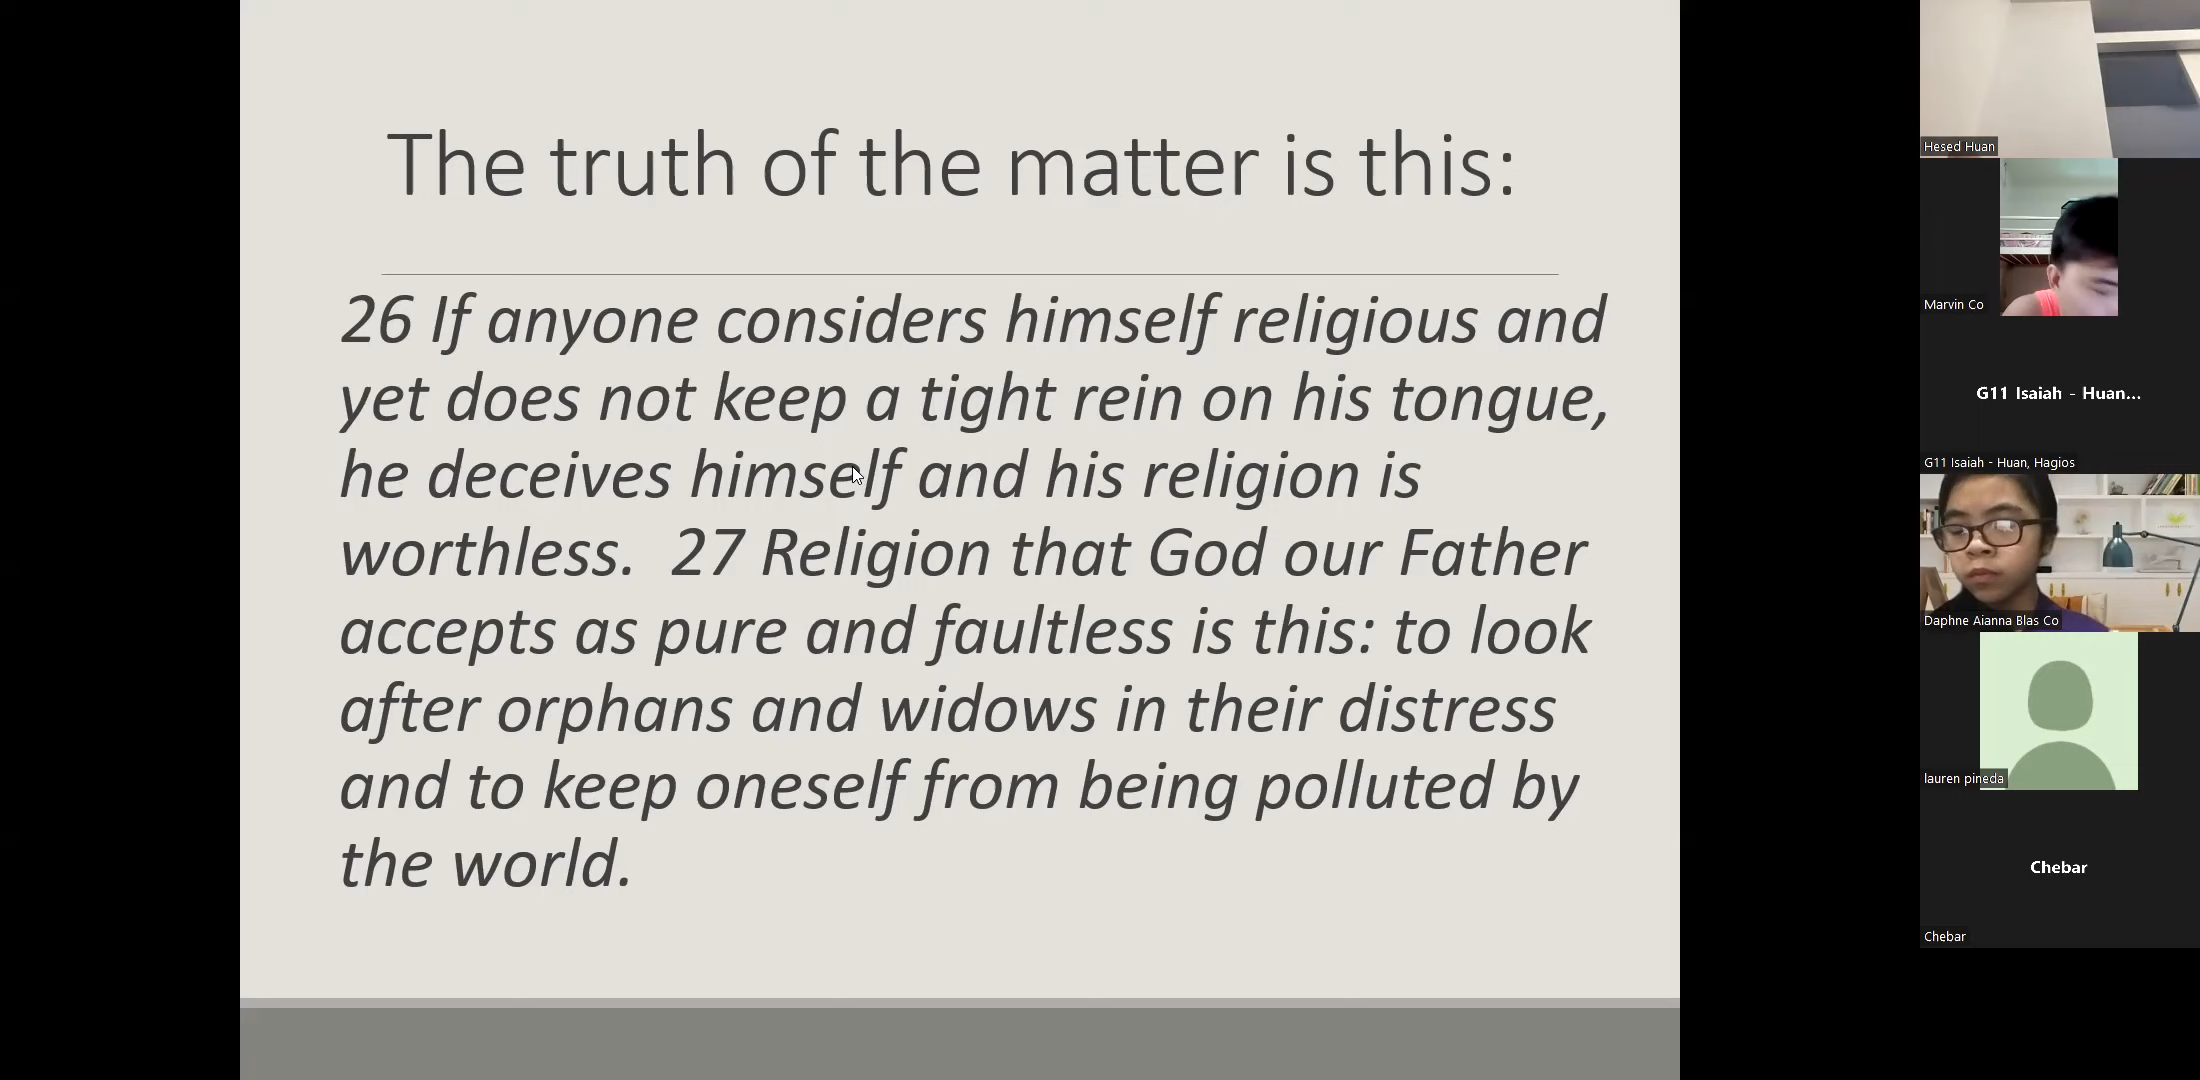 The truth of the matter is this:
26 If anyone considers himself religious and
yet does not keep a tight rein on his tongue,
he deceives himself and his religion is
worthless.  27 Religion that God our Father
accepts as pure and faultless is this: to look
after orphans and widows in their distress
and to keep oneself from being polluted by
the world.
Hesed Huan
Marvin Co
G11 Isaiah - Huan...
G11 Isaiah - Huan, Hagios
Daphne Aianna Blas Co
lauren pineda
Chebar
Chebar